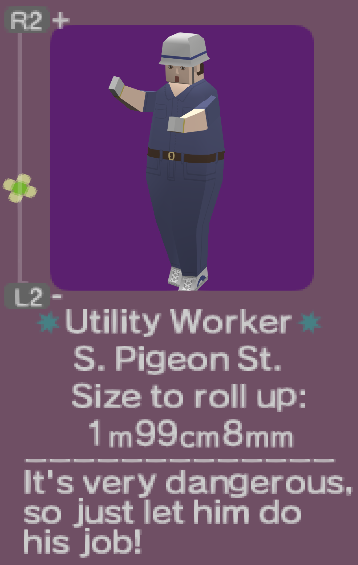 R2 +
L2 -
Utility Worker
S. Pigeon St.
Size to roll up:
1m99cm8mm
It's very dangerous,
so just let him do
his job!